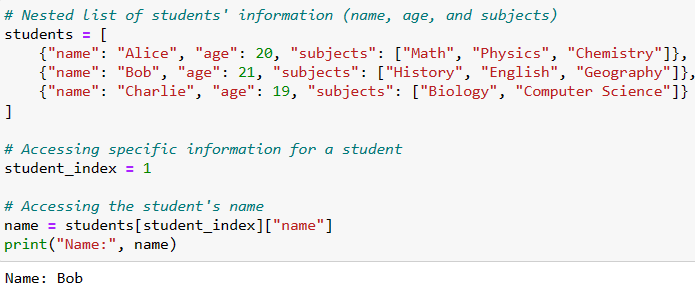 # Nested list of students' information (name, age, and subjects)
students = [
    {"name": "Alice", "age": 20, "subjects": ["Math", "Physics", "Chemistry"]},
    {"name": "Bob", "age": 21, "subjects": ["History", "English", "Geography"]},
    {"name": "Charlie", "age": 19, "subjects": ["Biology", "Computer Science"]}
]
# Accessing specific information for a student
student_index = 1
# Accessing the student's name
name = students[student_index]["name"]
print("Name:", name)
Name: Bob